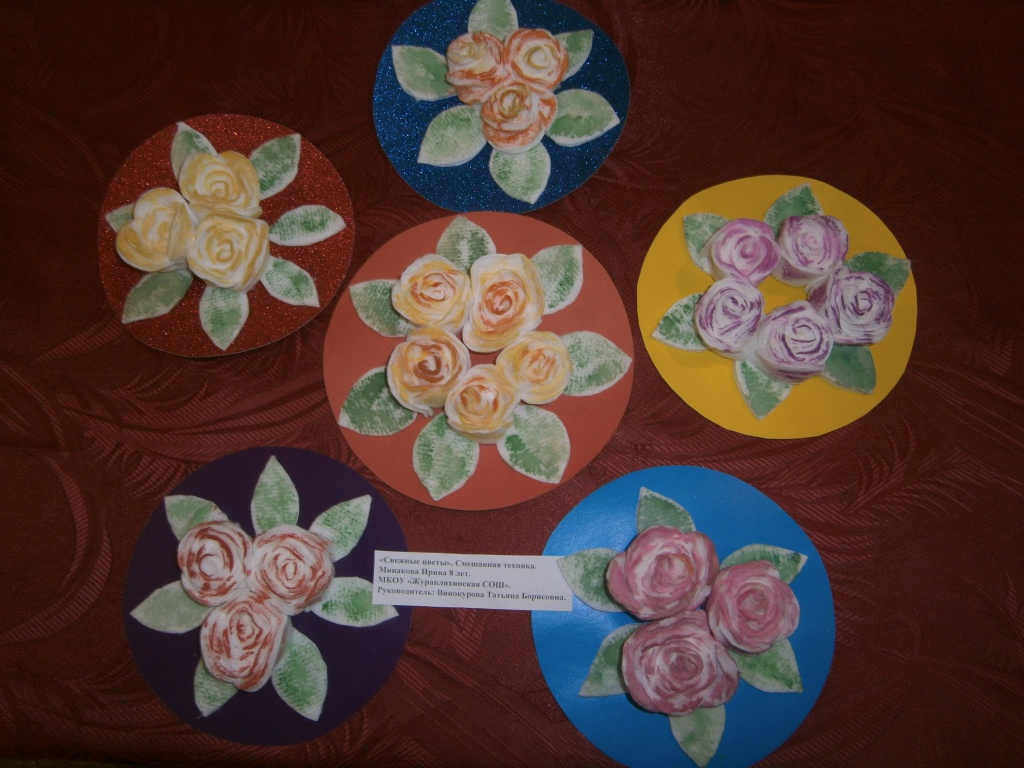 «Снежные цветы». Смешанная техника.
Минакова Ирина 8 лет.
МКОУ «Журавлихинская СОШ».
Руководитель: Винокурова Татьяна Борисовна.